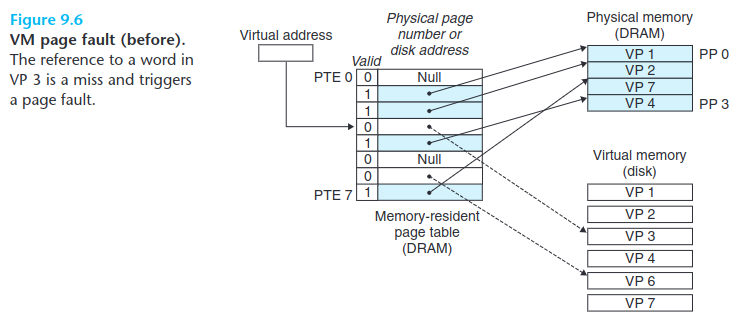 Figure 9.6
VM page fault (before).
The reference to a word in
VP 3 is a miss and triggers
a page fault.
Virtual address
Physical page
number or
disk address
Valid
PTE 0 0 Null
1
1
0
1
0 Null
0
PTE 7 1
Memory-resident
page table
(DRAM)
Physical memory
(DRAM)
VP 1 PP 0
VP 2
VP 7
VP 4 PP 3
Virtual memory
(disk)
VP 1
VP 2
VP 3
VP 4
VP 6
VP 7